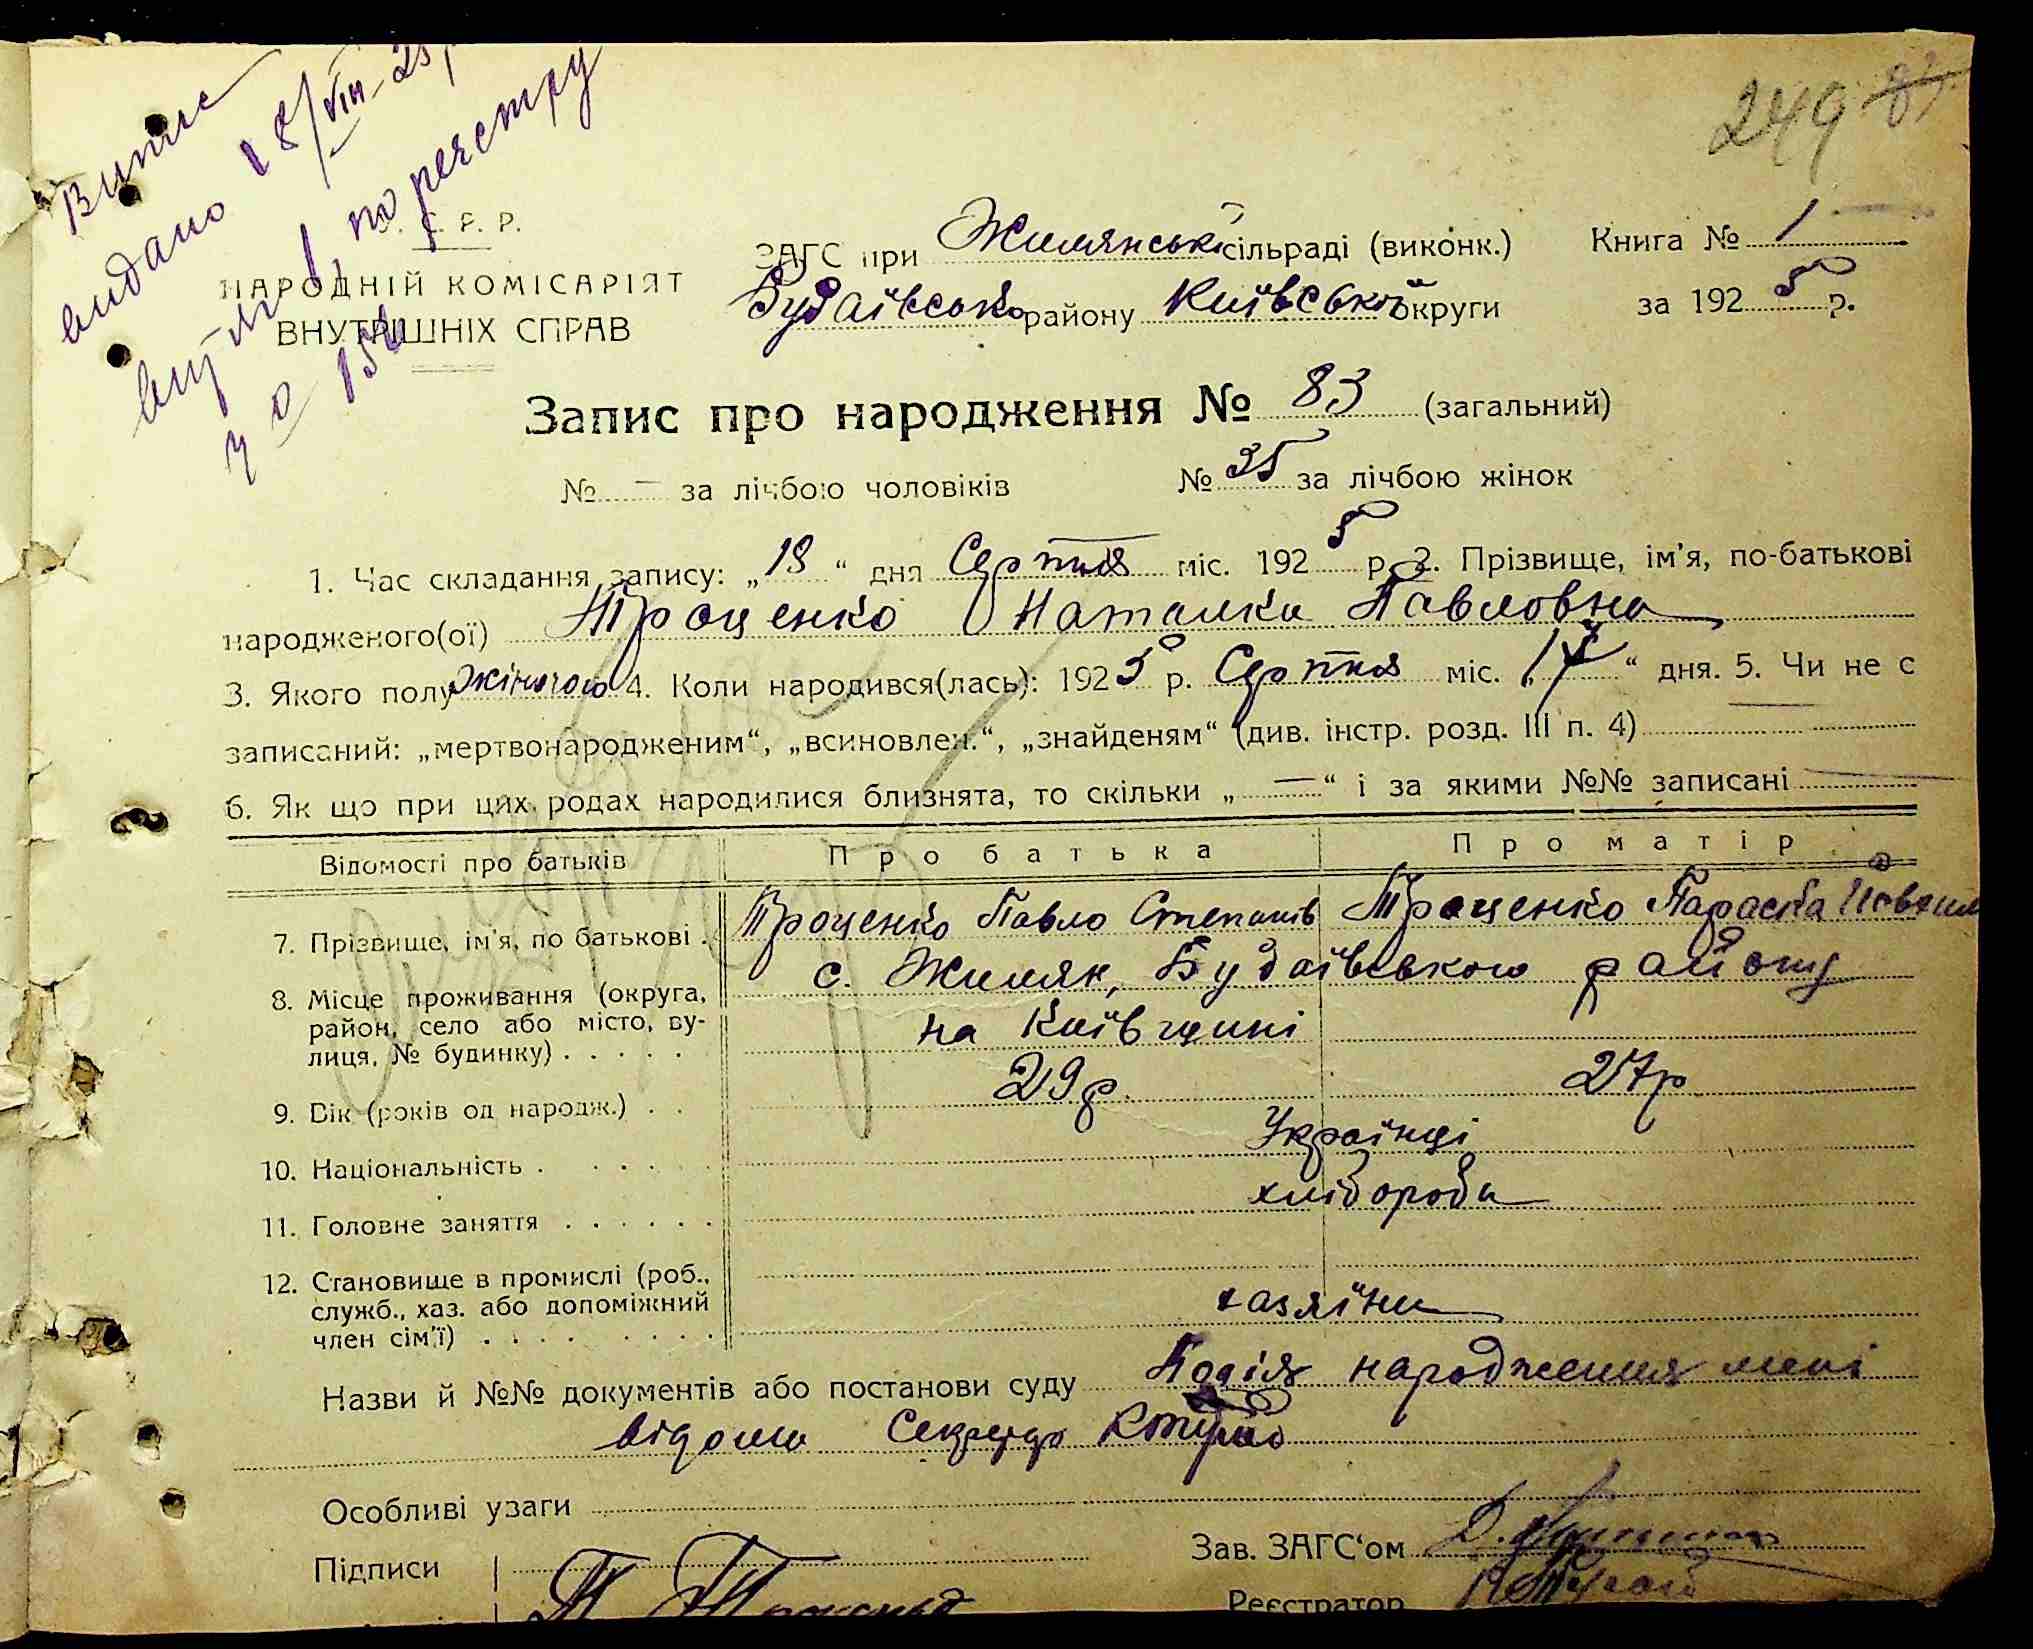 Випис
видано 18/VIII-25 р
по реєстру
249
С. Р. Р.
НАРОДНІЙ КОМІСАРІЯТ
ВНУТРІШНІХ СПРАВ
ЗАГС при Жилянські сільраді (виконк.) Книга № 1
Будаївсько району Київської округи за 1925 р.
Запис про народження № 83 (загальний)
№ — за лічбою чоловіків № 35 за лічбою жінок
1. Час складання запису: „18“ дня Серпня міс. 1925 р. 2. Прізвище, ім'я, по-батькові
народженого(ої) Троценко Наталка Павловна
3. Якого полу жіночого 4. Коли народився(лась): 1925 р. Серпня міс. „17“ дня. 5. Чи не є
записаний: „мертвонародженим“, „всиновлен.“, „знайденям“ (див. інстр. розд. III п. 4)
6. Як що при цих родах народилися близнята, то скільки „—“ і за якими №№ записані
Відомості про батьків Про батька Про матір
7. Прізвище, ім'я, по батькові Троценко Павло Степанів Троценко Параска
8. Місце проживання (округа, с. Жиляк, Будаївського району
район, село або місто, ву- на Київщині
лиця, № будинку)
9. Вік (років од народж.) 29 р. 27 р
10. Національність Українці
11. Головне заняття хлібороби
12. Становище в промислі (роб.,
служб., хаз. або допоміжний хазяїни
член сім'ї)
Назви й №№ документів або постанови суду Подія народження мені
відома
Особливі узаги
Підписи Зав. ЗАГС'ом
Реєстратор